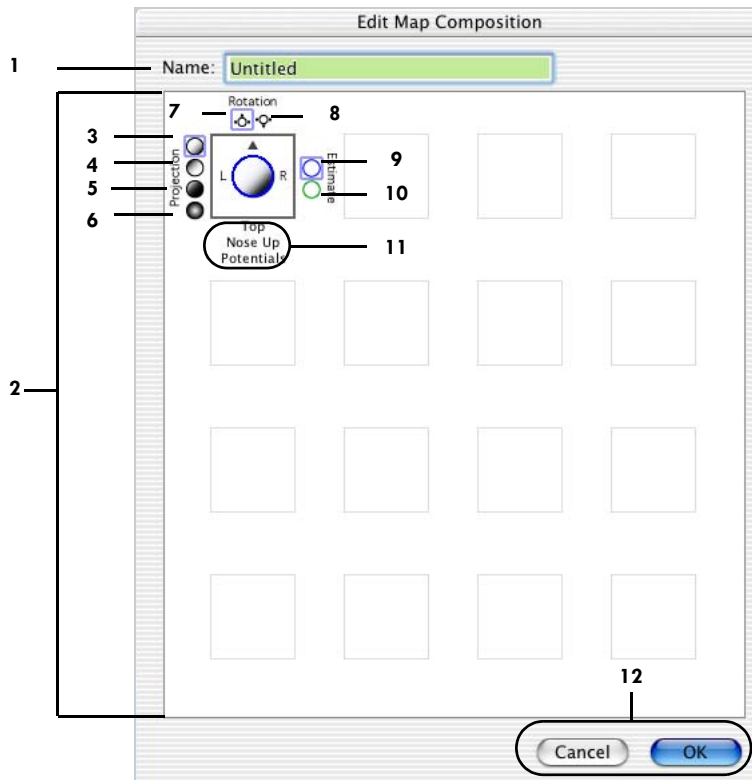 Edit Map Composition
1
Name: Untitled
7
Rotation
8
3
4
5
6
Projection
L
R
Estimate
9
10
Top
Nose Up
Potentials
11
2
12
Cancel
OK